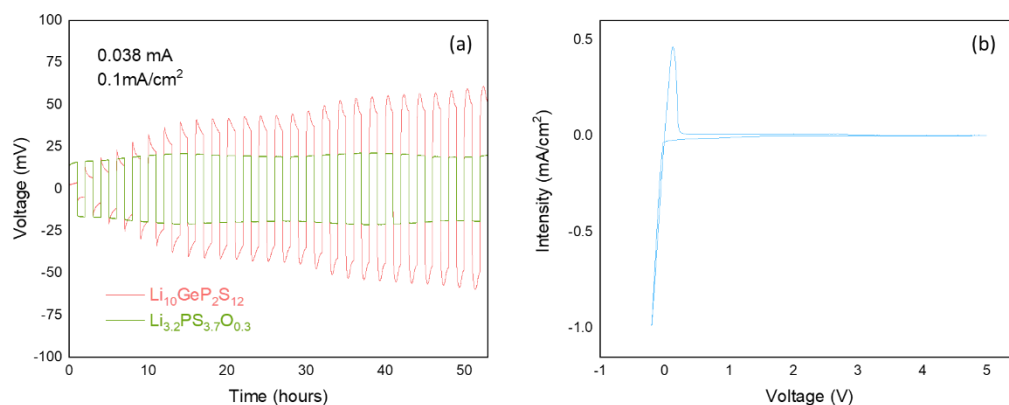 (a)
0.038 mA
0.1mA/cm²
Voltage (mV)
100
75
50
25
0
-25
-50
-75
-100
Li₁₀GeP₂S₁₂
Li₃.₂PS₃.₇O₀.₃
0 10 20 30 40 50
Time (hours)
(b)
Intensity (mA/cm²)
0.5
0.0
-0.5
-1.0
-1 0 1 2 3 4 5
Voltage (V)